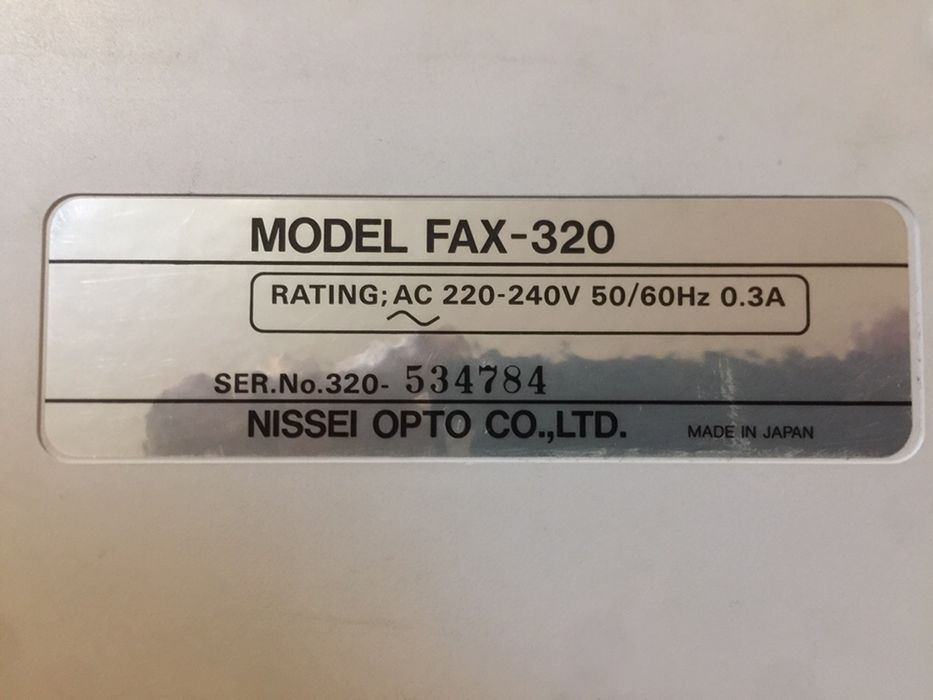 MODEL FAX-320
RATING; AC 220-240V 50/60Hz 0.3A
SER.No.320- 534784
NISSEI OPTO CO.,LTD. MADE IN JAPAN